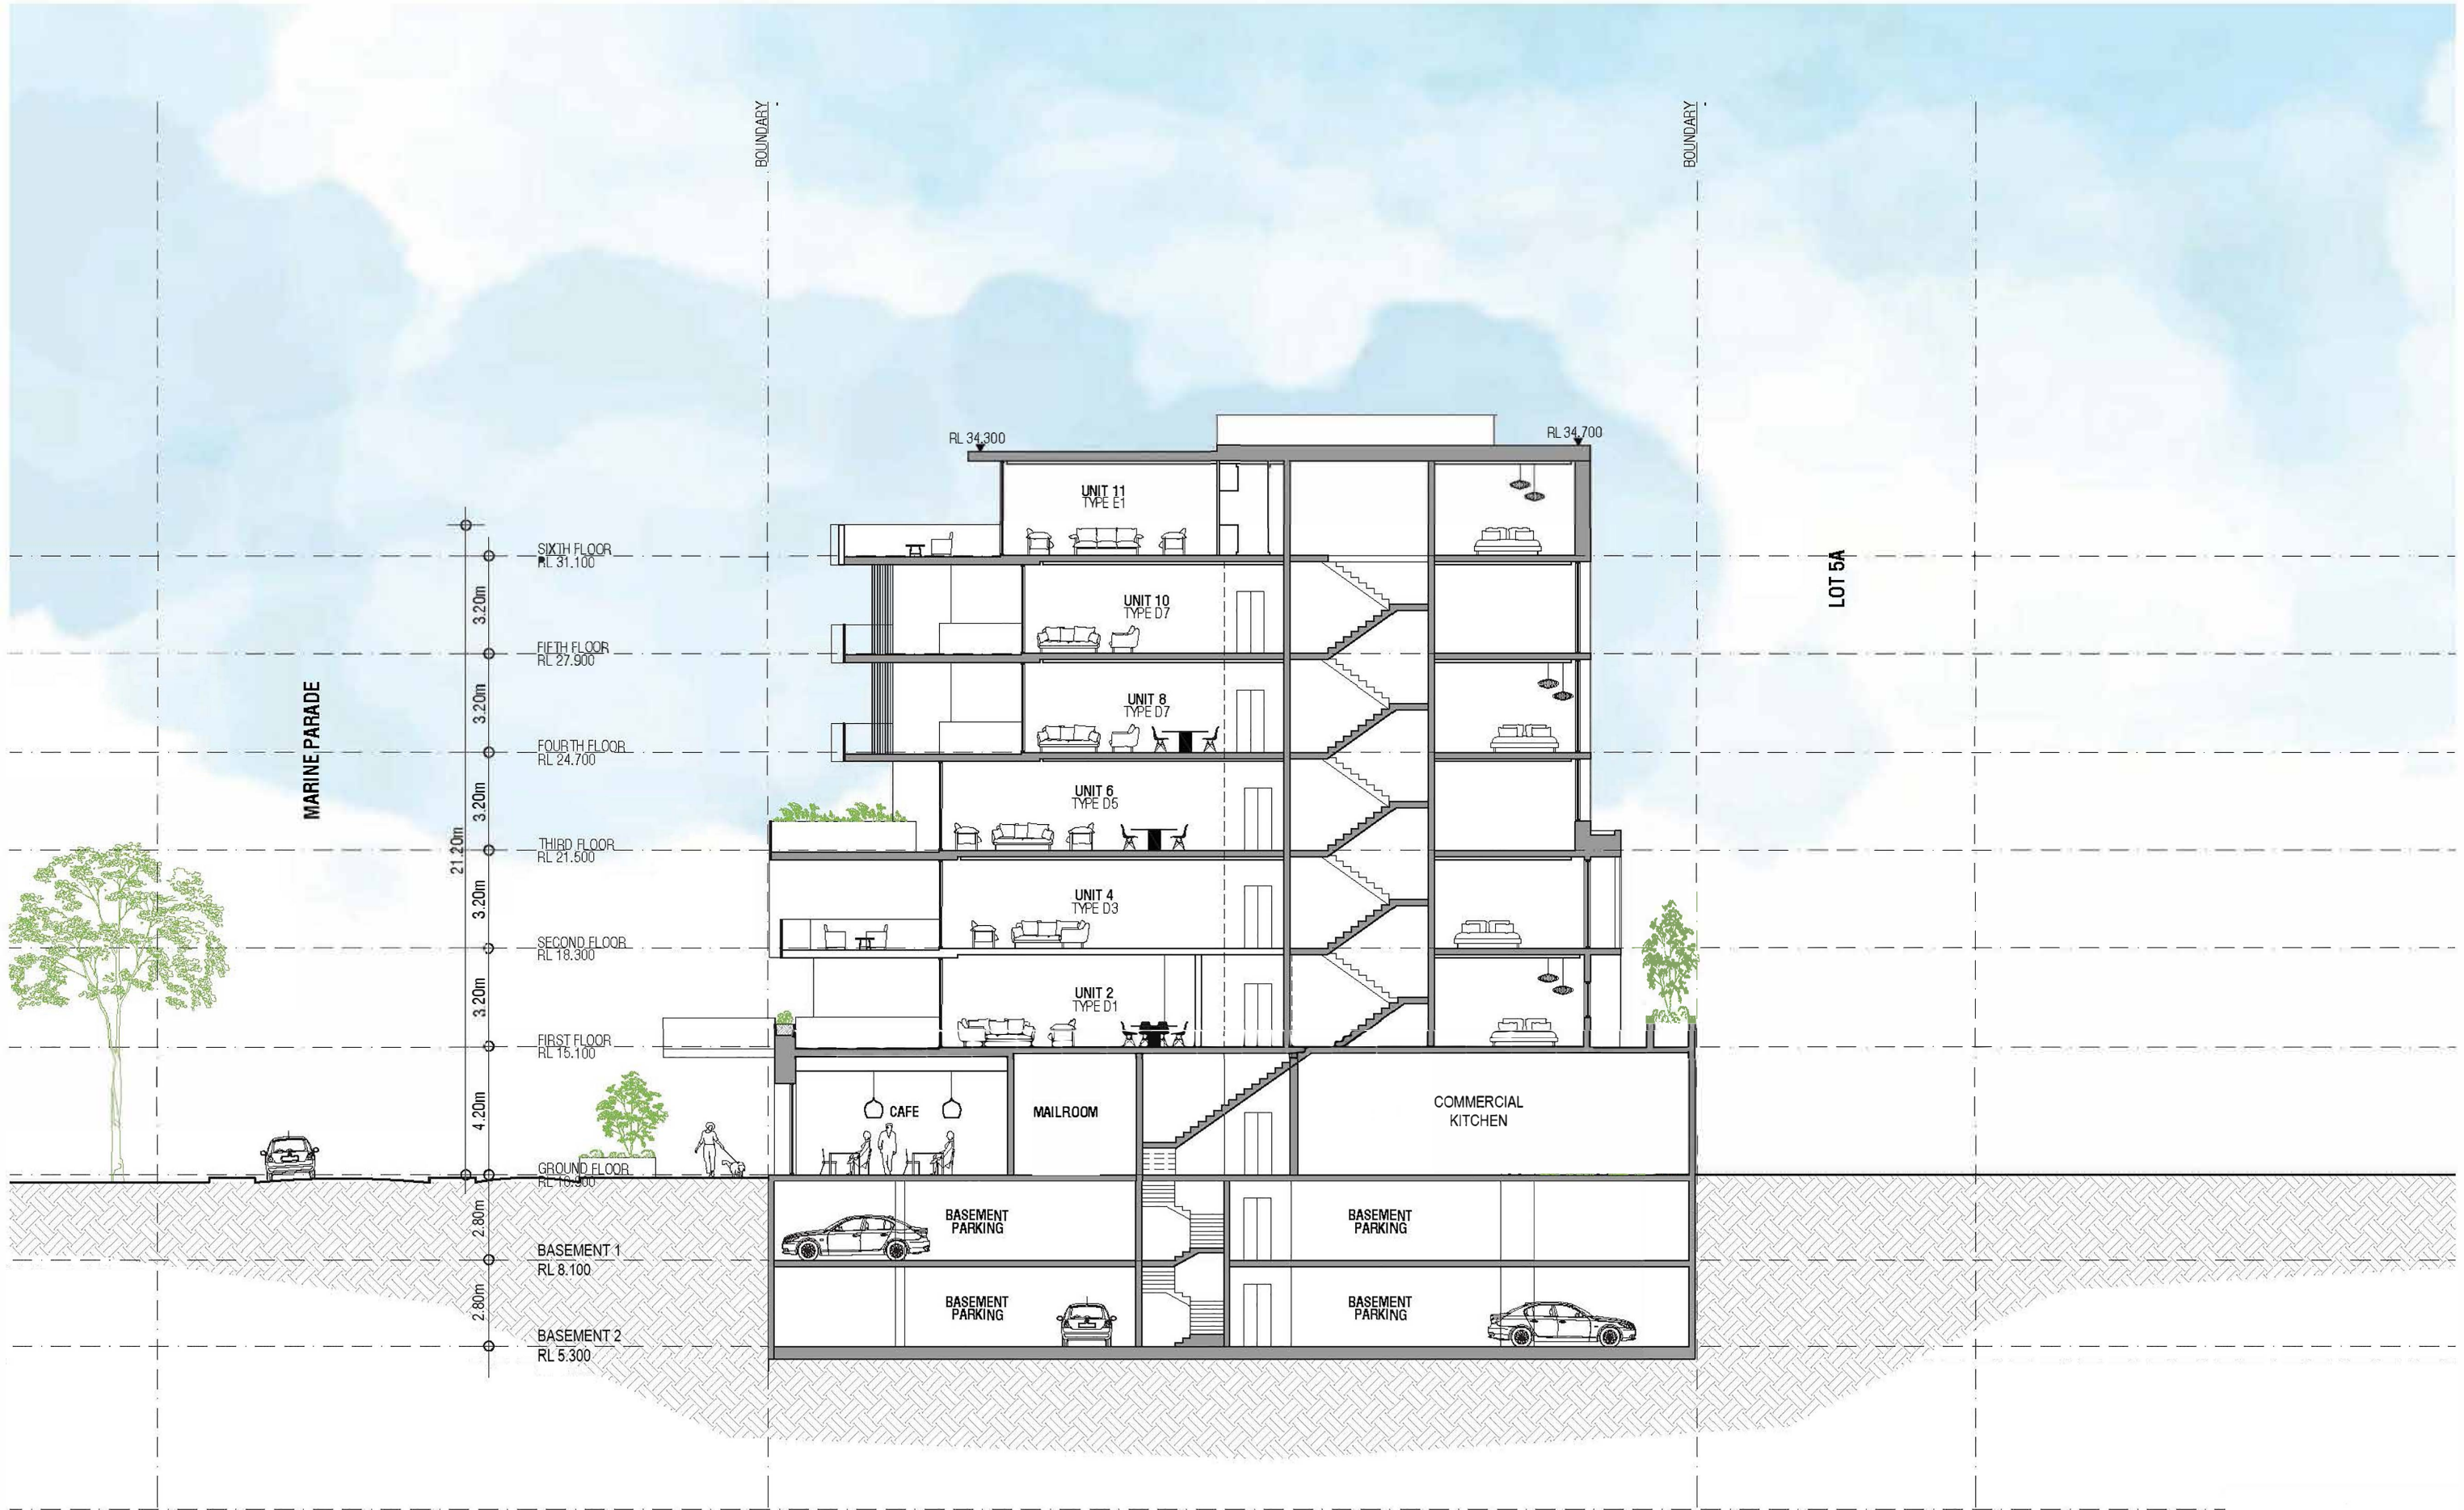 BOUNDARY
BOUNDARY
RL 34.300
RL 34.700
UNIT 11
TYPE E1
SIXTH FLOOR
RL 31.100
3.20m
UNIT 10
TYPE D7
LOT 5A
FIFTH FLOOR
RL 27.900
MARINE PARADE
3.20m
UNIT 8
TYPE D7
FOURTH FLOOR
RL 24.700
3.20m
UNIT 6
TYPE D5
21.20m
THIRD FLOOR
RL 21.500
3.20m
UNIT 4
TYPE D3
SECOND FLOOR
RL 18.300
3.20m
UNIT 2
TYPE D1
FIRST FLOOR
RL 15.100
4.20m
CAFE
MAILROOM
COMMERCIAL
KITCHEN
GROUND FLOOR
2.80m
BASEMENT
PARKING
BASEMENT
PARKING
BASEMENT 1
RL 8.100
2.80m
BASEMENT
PARKING
BASEMENT
PARKING
BASEMENT 2
RL 5.300